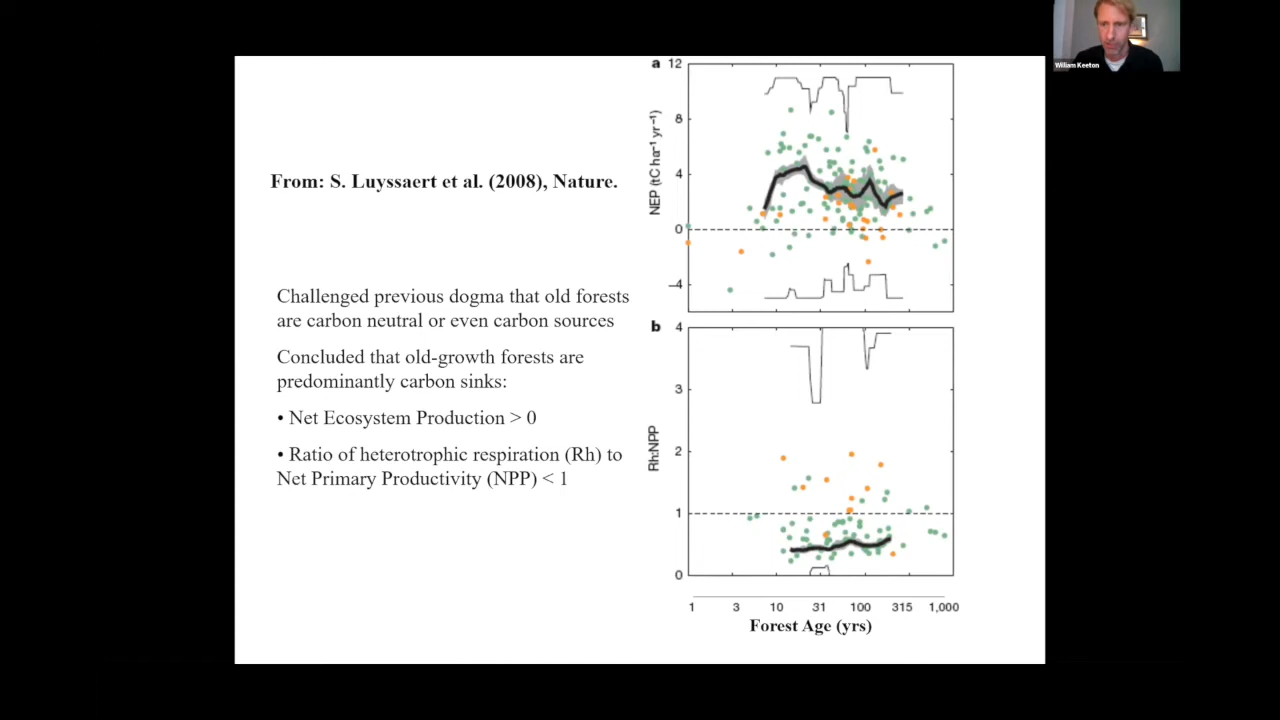 William Keeton
From: S. Luyssaert et al. (2008), Nature.
Challenged previous dogma that old forests
are carbon neutral or even carbon sources
Concluded that old-growth forests are
predominantly carbon sinks:
• Net Ecosystem Production > 0
• Ratio of heterotrophic respiration (Rh) to
Net Primary Productivity (NPP) < 1
a
12
8
4
0
−4
NEP (tC ha⁻¹ yr⁻¹)
b
4
3
2
1
0
Rh:NPP
1 3 10 31 100 315 1,000
Forest Age (yrs)